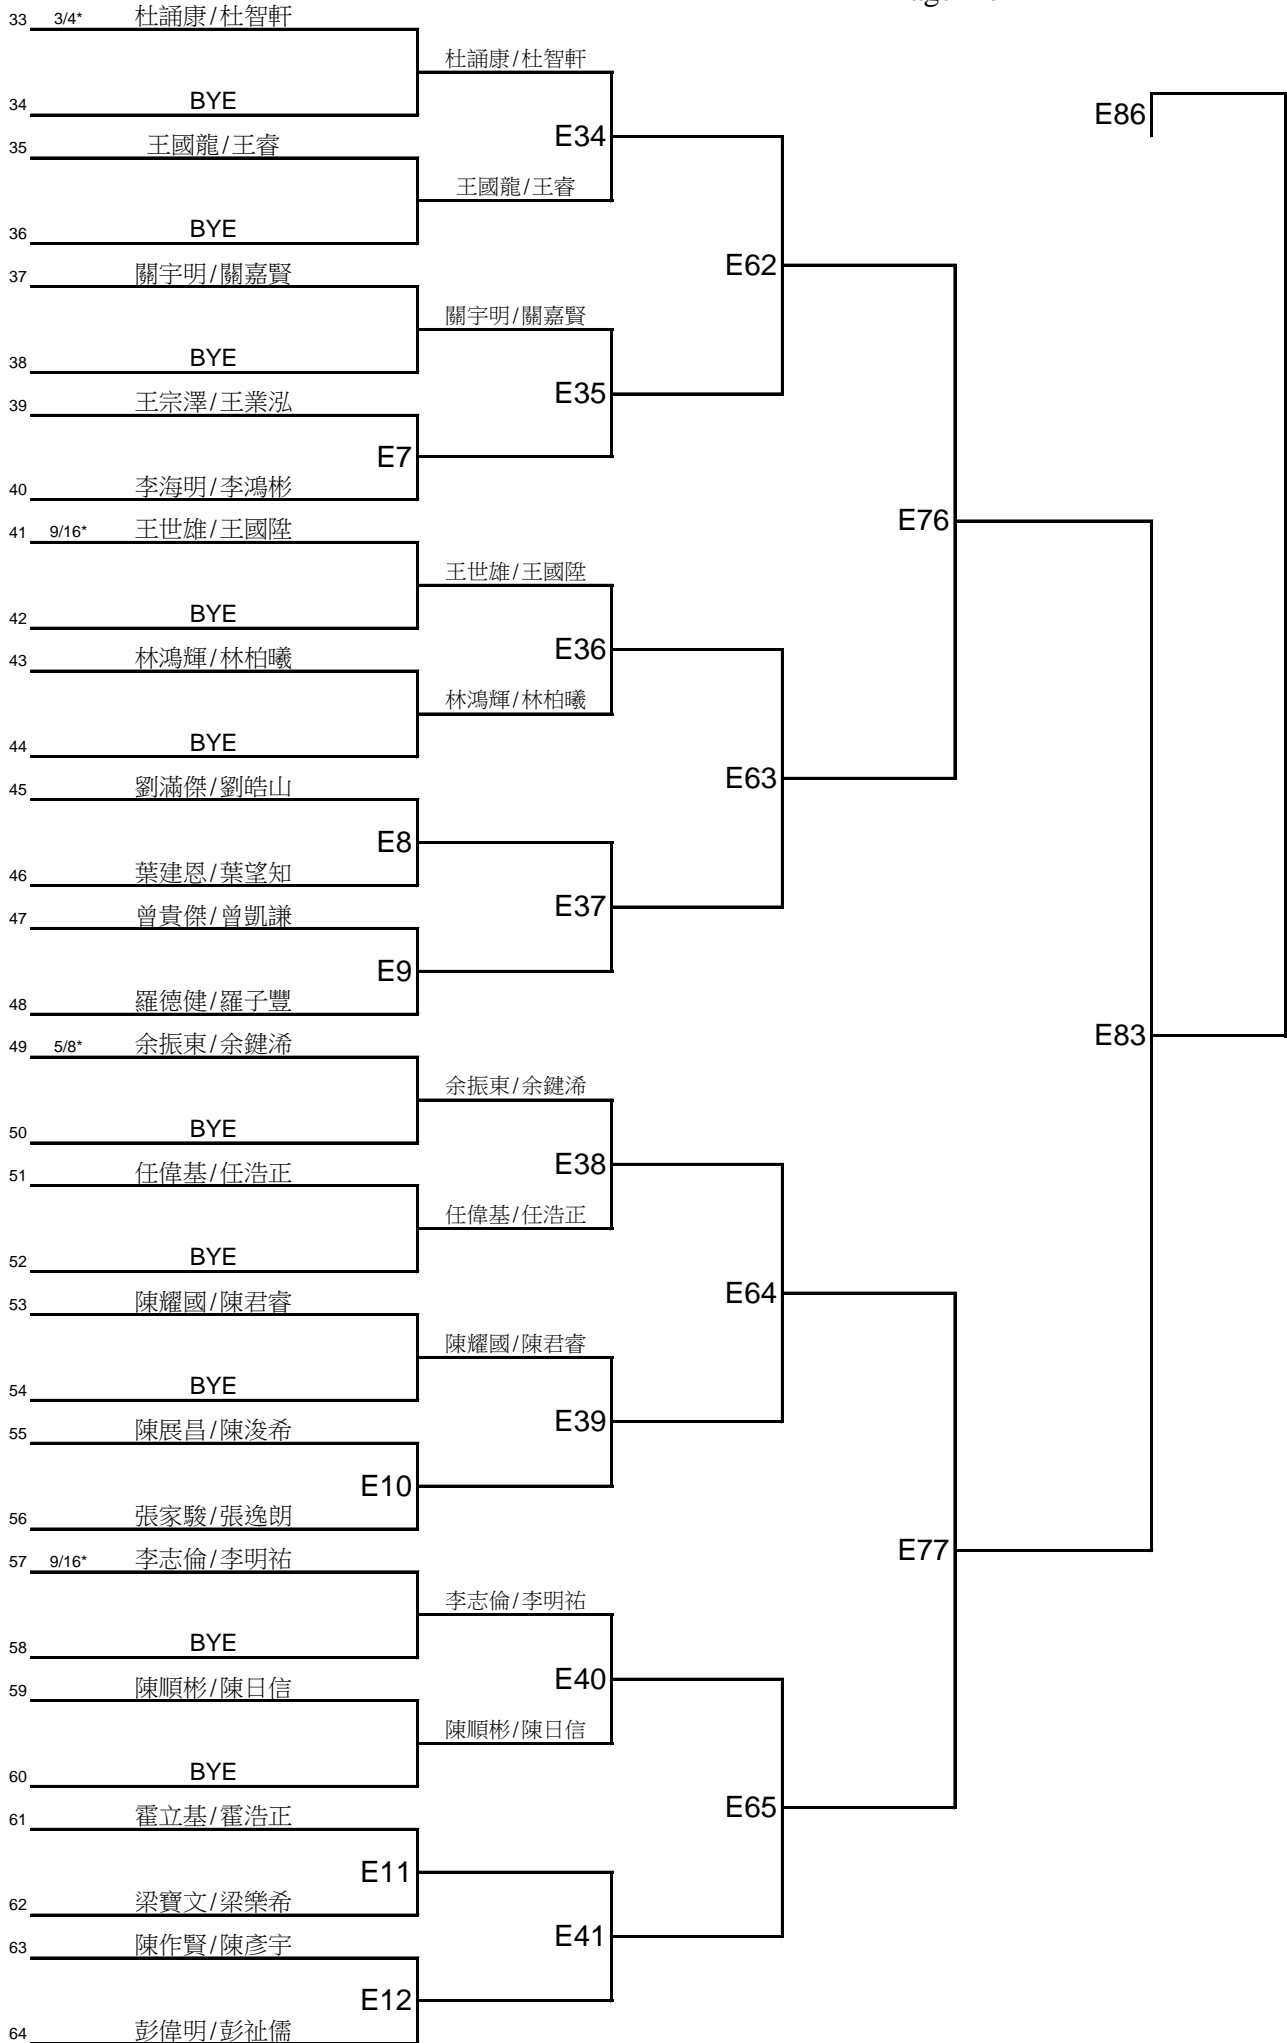 33 3/4* 杜誦康/杜智軒
杜誦康/杜智軒
34 BYE
E86
E34
35 王國龍/王睿
王國龍/王睿
36 BYE
E62
37 關宇明/關嘉賢
關宇明/關嘉賢
38 BYE
E35
39 王宗澤/王業泓
E7
40 李海明/李鴻彬
41 9/16* 王世雄/王國陞
E76
王世雄/王國陞
42 BYE
E36
43 林鴻輝/林柏曦
林鴻輝/林柏曦
44 BYE
E63
45 劉滿傑/劉皓山
E8
46 葉建恩/葉望知
E37
47 曾貴傑/曾凱謙
E9
48 羅德健/羅子豐
E83
49 5/8* 余振東/余鍵浠
余振東/余鍵浠
50 BYE
E38
51 任偉基/任浩正
任偉基/任浩正
52 BYE
E64
53 陳耀國/陳君睿
陳耀國/陳君睿
54 BYE
E39
55 陳展昌/陳浚希
E10
56 張家駿/張逸朗
E77
57 9/16* 李志倫/李明祐
李志倫/李明祐
58 BYE
E40
59 陳順彬/陳日信
陳順彬/陳日信
60 BYE
E65
61 霍立基/霍浩正
E11
62 梁寶文/梁樂希
E41
63 陳作賢/陳彥宇
E12
64 彭偉明/彭祉儒